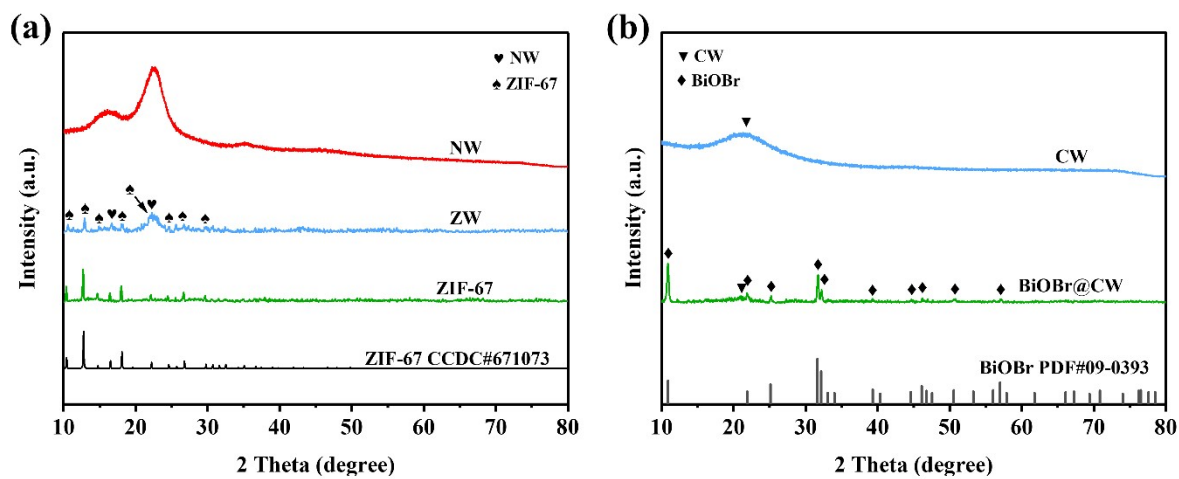 (a)
Intensity (a.u.)
♥ NW
♠ ZIF-67
NW
ZW
ZIF-67
ZIF-67 CCDC#671073
10 20 30 40 50 60 70 80
2 Theta (degree)
(b)
Intensity (a.u.)
▼ CW
♦ BiOBr
CW
BiOBr@CW
BiOBr PDF#09-0393
10 20 30 40 50 60 70 80
2 Theta (degree)